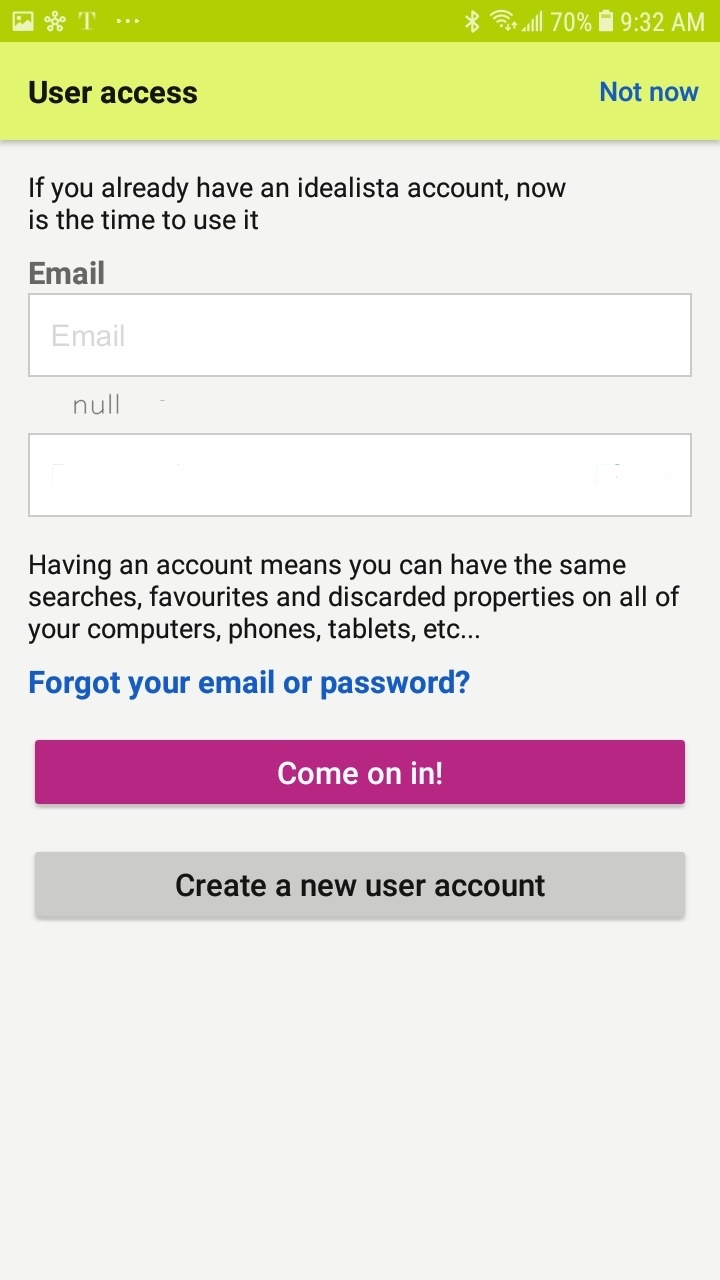 T
70% 9:32 AM
User access
Not now
If you already have an idealista account, now
is the time to use it
Email
Email
null
Having an account means you can have the same
searches, favourites and discarded properties on all of
your computers, phones, tablets, etc...
Forgot your email or password?
Come on in!
Create a new user account